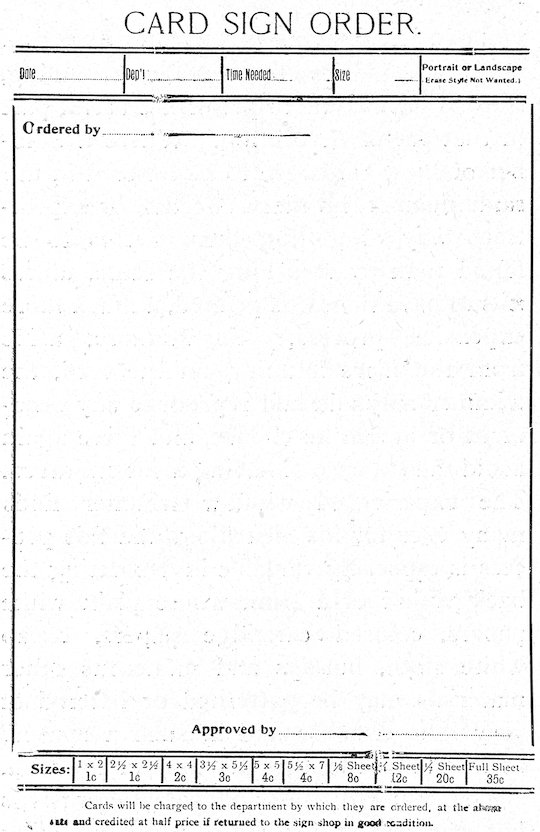 CARD SIGN ORDER.
Date
Dep't
Time Needed
Size
Portrait or Landscape
(Erase Style Not Wanted.)
Ordered by
Approved by
Sizes: 1 x 2 2½ x 2½ 4 x 4 3½ x 5½ 5 x 5 5½ x 7 ⅛ Sheet ¼ Sheet ½ Sheet Full Sheet
1c 1c 2c 3c 4c 4c 8c 12c 20c 35c
Cards will be charged to the department by which they are ordered, at the above
rate and credited at half price if returued to the sign shop in good condition.